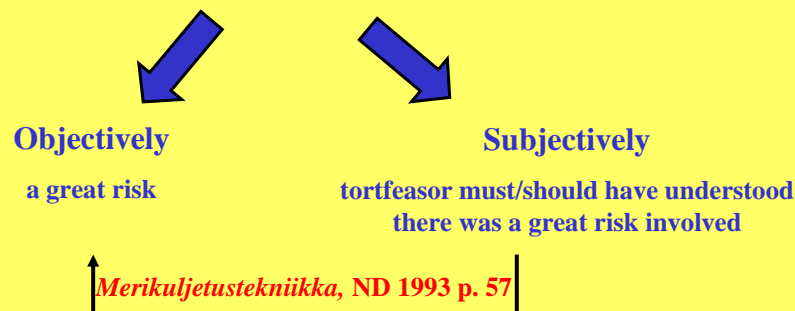 Objectively
Subjectively
a great risk
tortfeasor must/should have understood
there was a great risk involved
Merikuljetustekniikka, ND 1993 p. 57